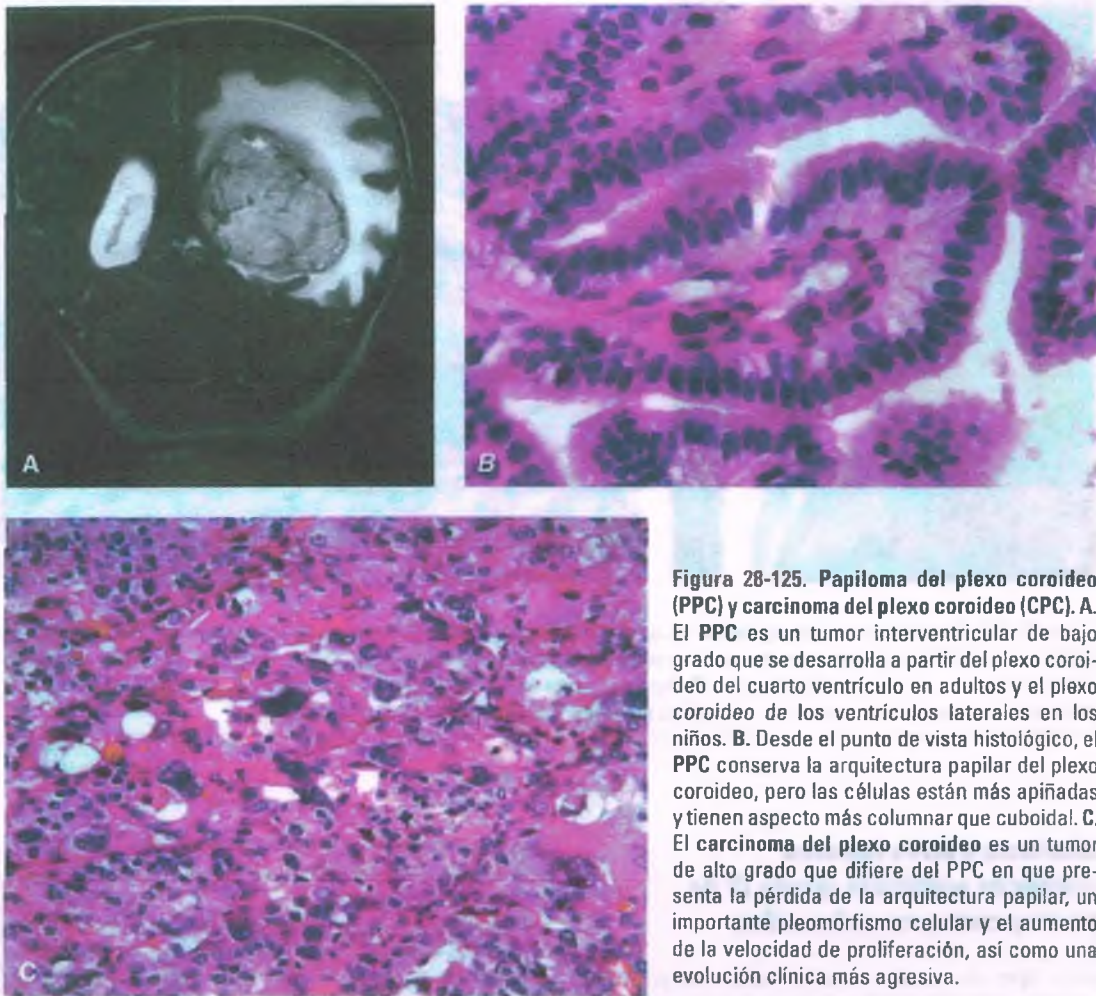 A
B
C
Figura 28-125. Papiloma del plexo coroideo
(PPC) y carcinoma del plexo coroideo (CPC). A.
El PPC es un tumor interventricular de bajo
grado que se desarrolla a partir del plexo coroi-
deo del cuarto ventrículo en adultos y el plexo
coroideo de los ventrículos laterales en los
niños. B. Desde el punto de vista histológico, el
PPC conserva la arquitectura papilar del plexo
coroideo, pero las células están más apiñadas
y tienen aspecto más columnar que cuboidal. C.
El carcinoma del plexo coroideo es un tumor
de alto grado que difiere del PPC en que pre-
senta la pérdida de la arquitectura papilar, un
importante pleomorfismo celular y el aumento
de la velocidad de proliferación, así como una
evolución clínica más agresiva.